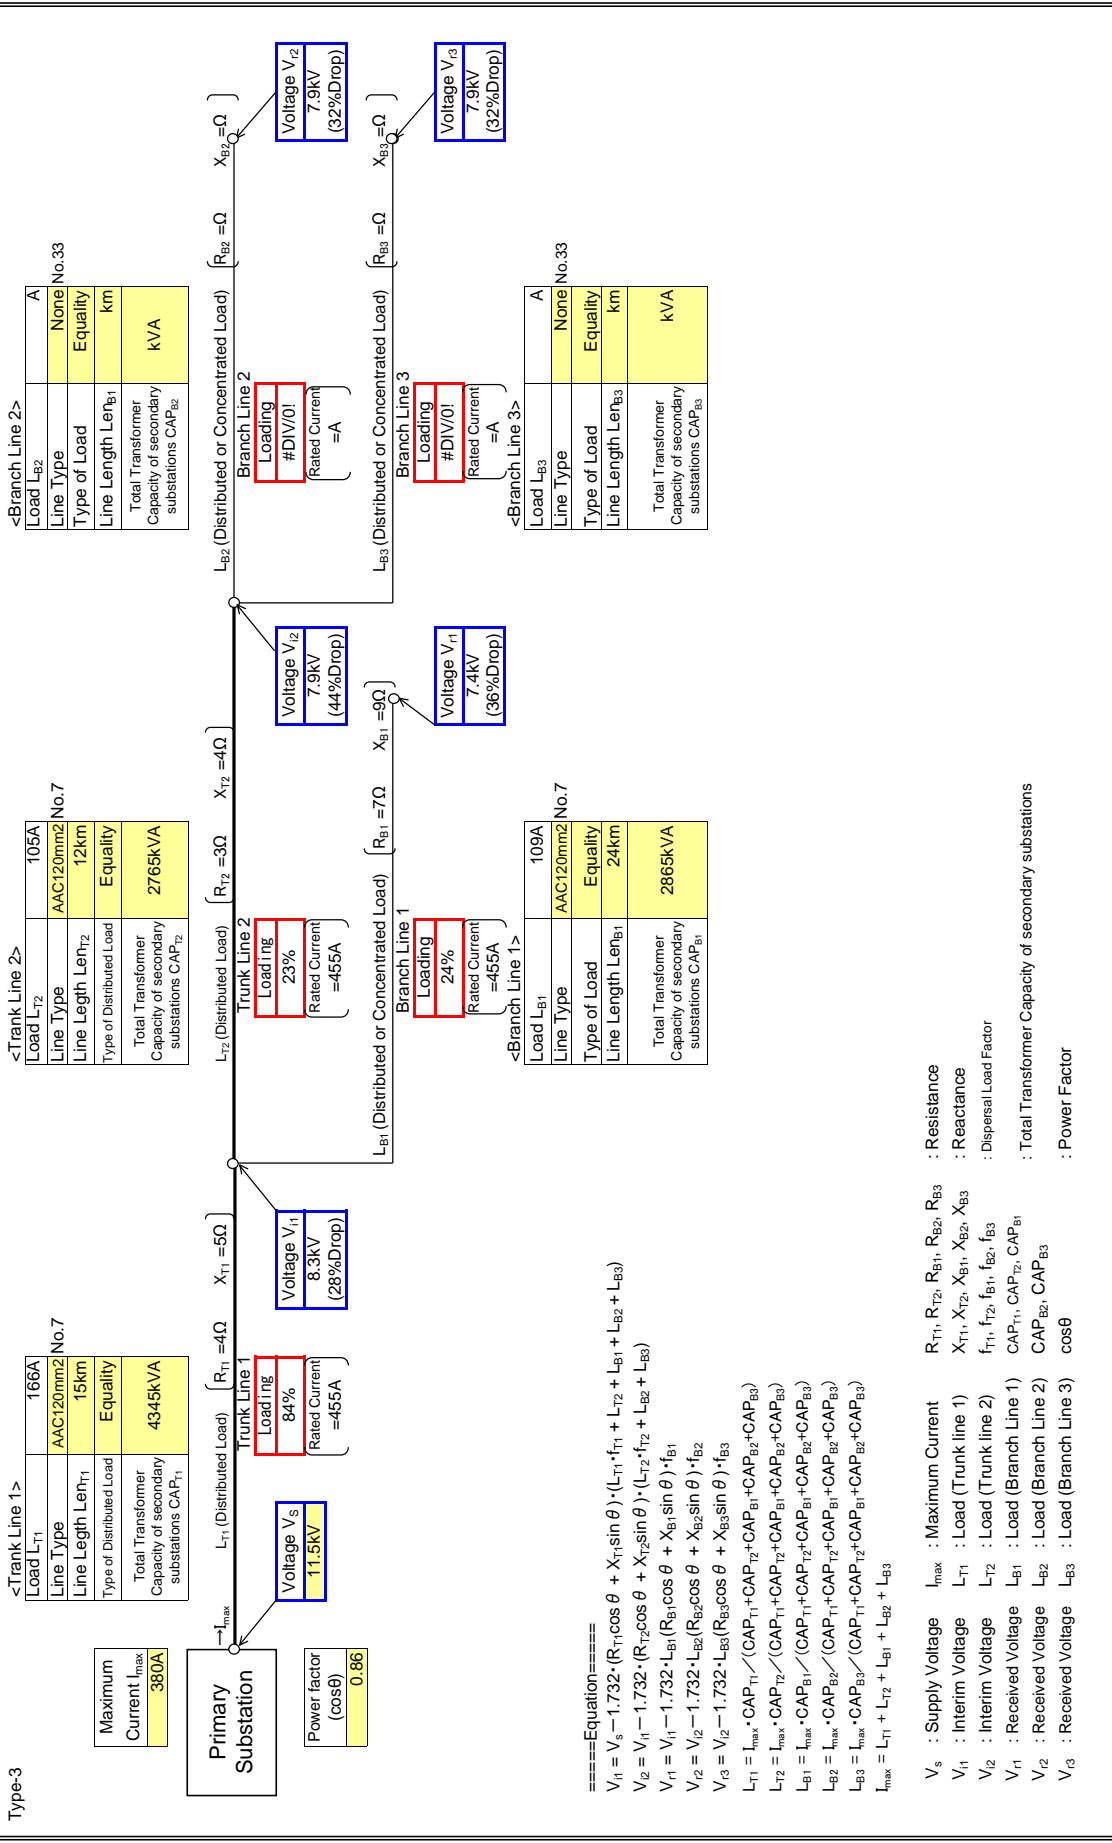 Type-3
Maximum
Current Imax
380A
Primary
Substation
Power factor
(cosθ)
0.86
→Imax
Voltage Vs
11.5kV
<Trank Line 1>
Load LT1 166A
Line Type AAC120mm2 No.7
Line Legth LenT1 15km
Type of Distributed Load Equality
Total Transformer
Capacity of secondary
substations CAPT1
4345kVA
LT1 (Distributed Load) RT1 =4Ω XT1 =5Ω
Trunk Line 1
Loading
84%
Rated Current
=455A
Voltage Vi1
8.3kV
(28%Drop)
<Trank Line 2>
Load LT2 105A
Line Type AAC120mm2 No.7
Line Legth LenT2 12km
Type of Distributed Load Equality
Total Transformer
Capacity of secondary
substations CAPT2
2765kVA
LT2 (Distributed Load) RT2 =3Ω XT2 =4Ω
Trunk Line 2
Loading
23%
Rated Current
=455A
Voltage Vi2
7.9kV
(44%Drop)
LB1 (Distributed or Concentrated Load) RB1 =7Ω XB1 =9Ω
Branch Line 1
Loading
24%
Rated Current
=455A
Voltage Vr1
7.4kV
(36%Drop)
<Branch Line 1>
Load LB1 109A
Line Type AAC120mm2 No.7
Type of Load Equality
Line Length LenB1 24km
Total Transformer
Capacity of secondary
substations CAPB1
2865kVA
<Branch Line 2>
Load LB2 A
Line Type None No.33
Type of Load Equality
Line Length LenB1 km
Total Transformer
Capacity of secondary
substations CAPB2
kVA
LB2 (Distributed or Concentrated Load) RB2 =Ω XB2 =Ω
Branch Line 2
Loading
#DIV/0!
Rated Current
=A
Voltage Vr2
7.9kV
(32%Drop)
LB3 (Distributed or Concentrated Load) RB3 =Ω XB3 =Ω
Branch Line 3
Loading
#DIV/0!
Rated Current
=A
Voltage Vr3
7.9kV
(32%Drop)
<Branch Line 3>
Load LB3 A
Line Type None No.33
Type of Load Equality
Line Length LenB3 km
Total Transformer
Capacity of secondary
substations CAPB3
kVA
=====Equation=====
Vi1 = Vs－1.732･(RT1cos θ + XT1sin θ)･(LT1･fT1 + LT2 + LB1 + LB2 + LB3)
Vi2 = Vi1－1.732･(RT2cos θ + XT2sin θ)･(LT2･fT2 + LB2 + LB3)
Vr1 = Vi1－1.732･LB1(RB1cos θ + XB1sin θ)･fB1
Vr2 = Vi2－1.732･LB2(RB2cos θ + XB2sin θ)･fB2
Vr3 = Vi2－1.732･LB3(RB3cos θ + XB3sin θ)･fB3
LT1 = Imax･CAPT1／(CAPT1+CAPT2+CAPB1+CAPB2+CAPB3)
LT2 = Imax･CAPT2／(CAPT1+CAPT2+CAPB1+CAPB2+CAPB3)
LB1 = Imax･CAPB1／(CAPT1+CAPT2+CAPB1+CAPB2+CAPB3)
LB2 = Imax･CAPB2／(CAPT1+CAPT2+CAPB1+CAPB2+CAPB3)
LB3 = Imax･CAPB3／(CAPT1+CAPT2+CAPB1+CAPB2+CAPB3)
Imax = LT1 + LT2 + LB1 + LB2 + LB3
Vs : Supply Voltage Imax : Maximum Current RT1, RT2, RB1, RB2, RB3 : Resistance
Vi1 : Interim Voltage LT1 : Load (Trunk line 1) XT1, XT2, XB1, XB2, XB3 : Reactance
Vi2 : Interim Voltage LT2 : Load (Trunk line 2) fT1, fT2, fB1, fB2, fB3 : Dispersal Load Factor
Vr1 : Received Voltage LB1 : Load (Branch Line 1) CAPT1, CAPT2, CAPB1 : Total Transformer Capacity of secondary substations
Vr2 : Received Voltage LB2 : Load (Branch Line 2) CAPB2, CAPB3
Vr3 : Received Voltage LB3 : Load (Branch Line 3) cosθ : Power Factor